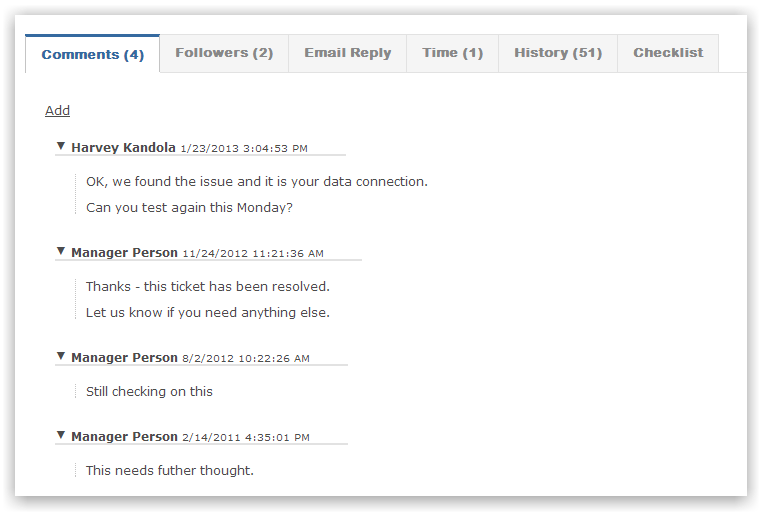 Comments (4) Followers (2) Email Reply Time (1) History (51) Checklist
Add
Harvey Kandola 1/23/2013 3:04:53 PM
OK, we found the issue and it is your data connection.
Can you test again this Monday?
Manager Person 11/24/2012 11:21:36 AM
Thanks - this ticket has been resolved.
Let us know if you need anything else.
Manager Person 8/2/2012 10:22:26 AM
Still checking on this
Manager Person 2/14/2011 4:35:01 PM
This needs futher thought.